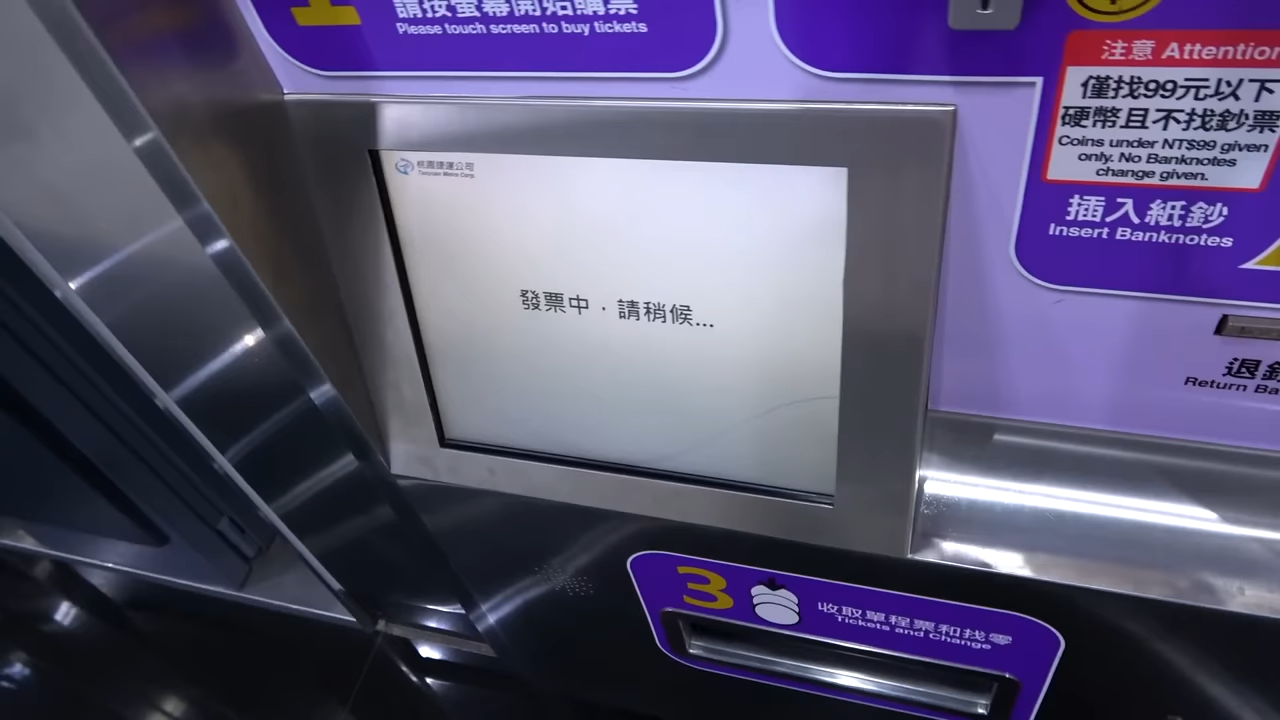 1
請按螢幕開始購票
Please touch screen to buy tickets
注意 Attention
僅找99元以下
硬幣且不找鈔票
Coins under NT$99 given
only. No Banknotes
change given.
插入紙鈔
Insert Banknotes
桃園捷運公司
Taoyuan Metro Corp.
發票中，請稍候...
退鈔
Return Ba
3
收取單程票和找零
Tickets and Change